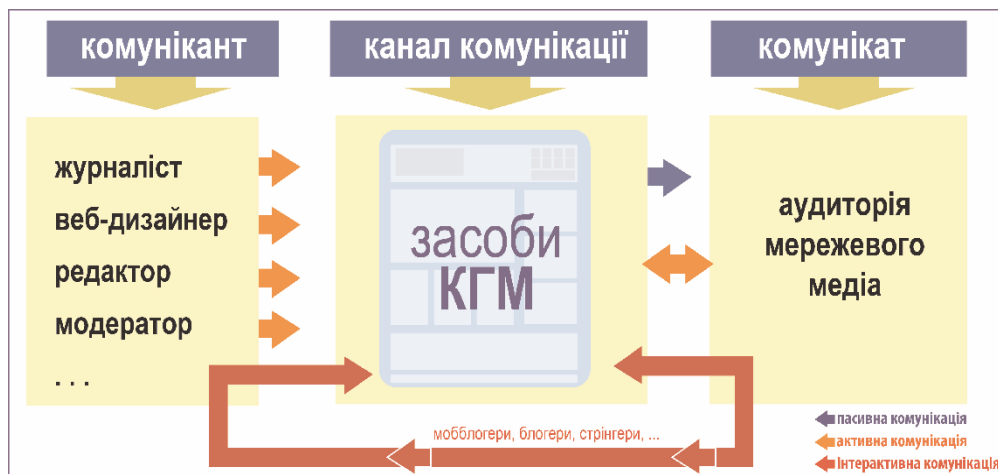 комунікант
канал комунікації
комунікат
журналіст
веб-дизайнер
редактор
модератор
. . .
засоби
КГМ
аудиторія
мережевого
медіа
мобблогери, блогери, стрінгери, ...
пасивна комунікація
активна комунікація
інтерактивна комунікація